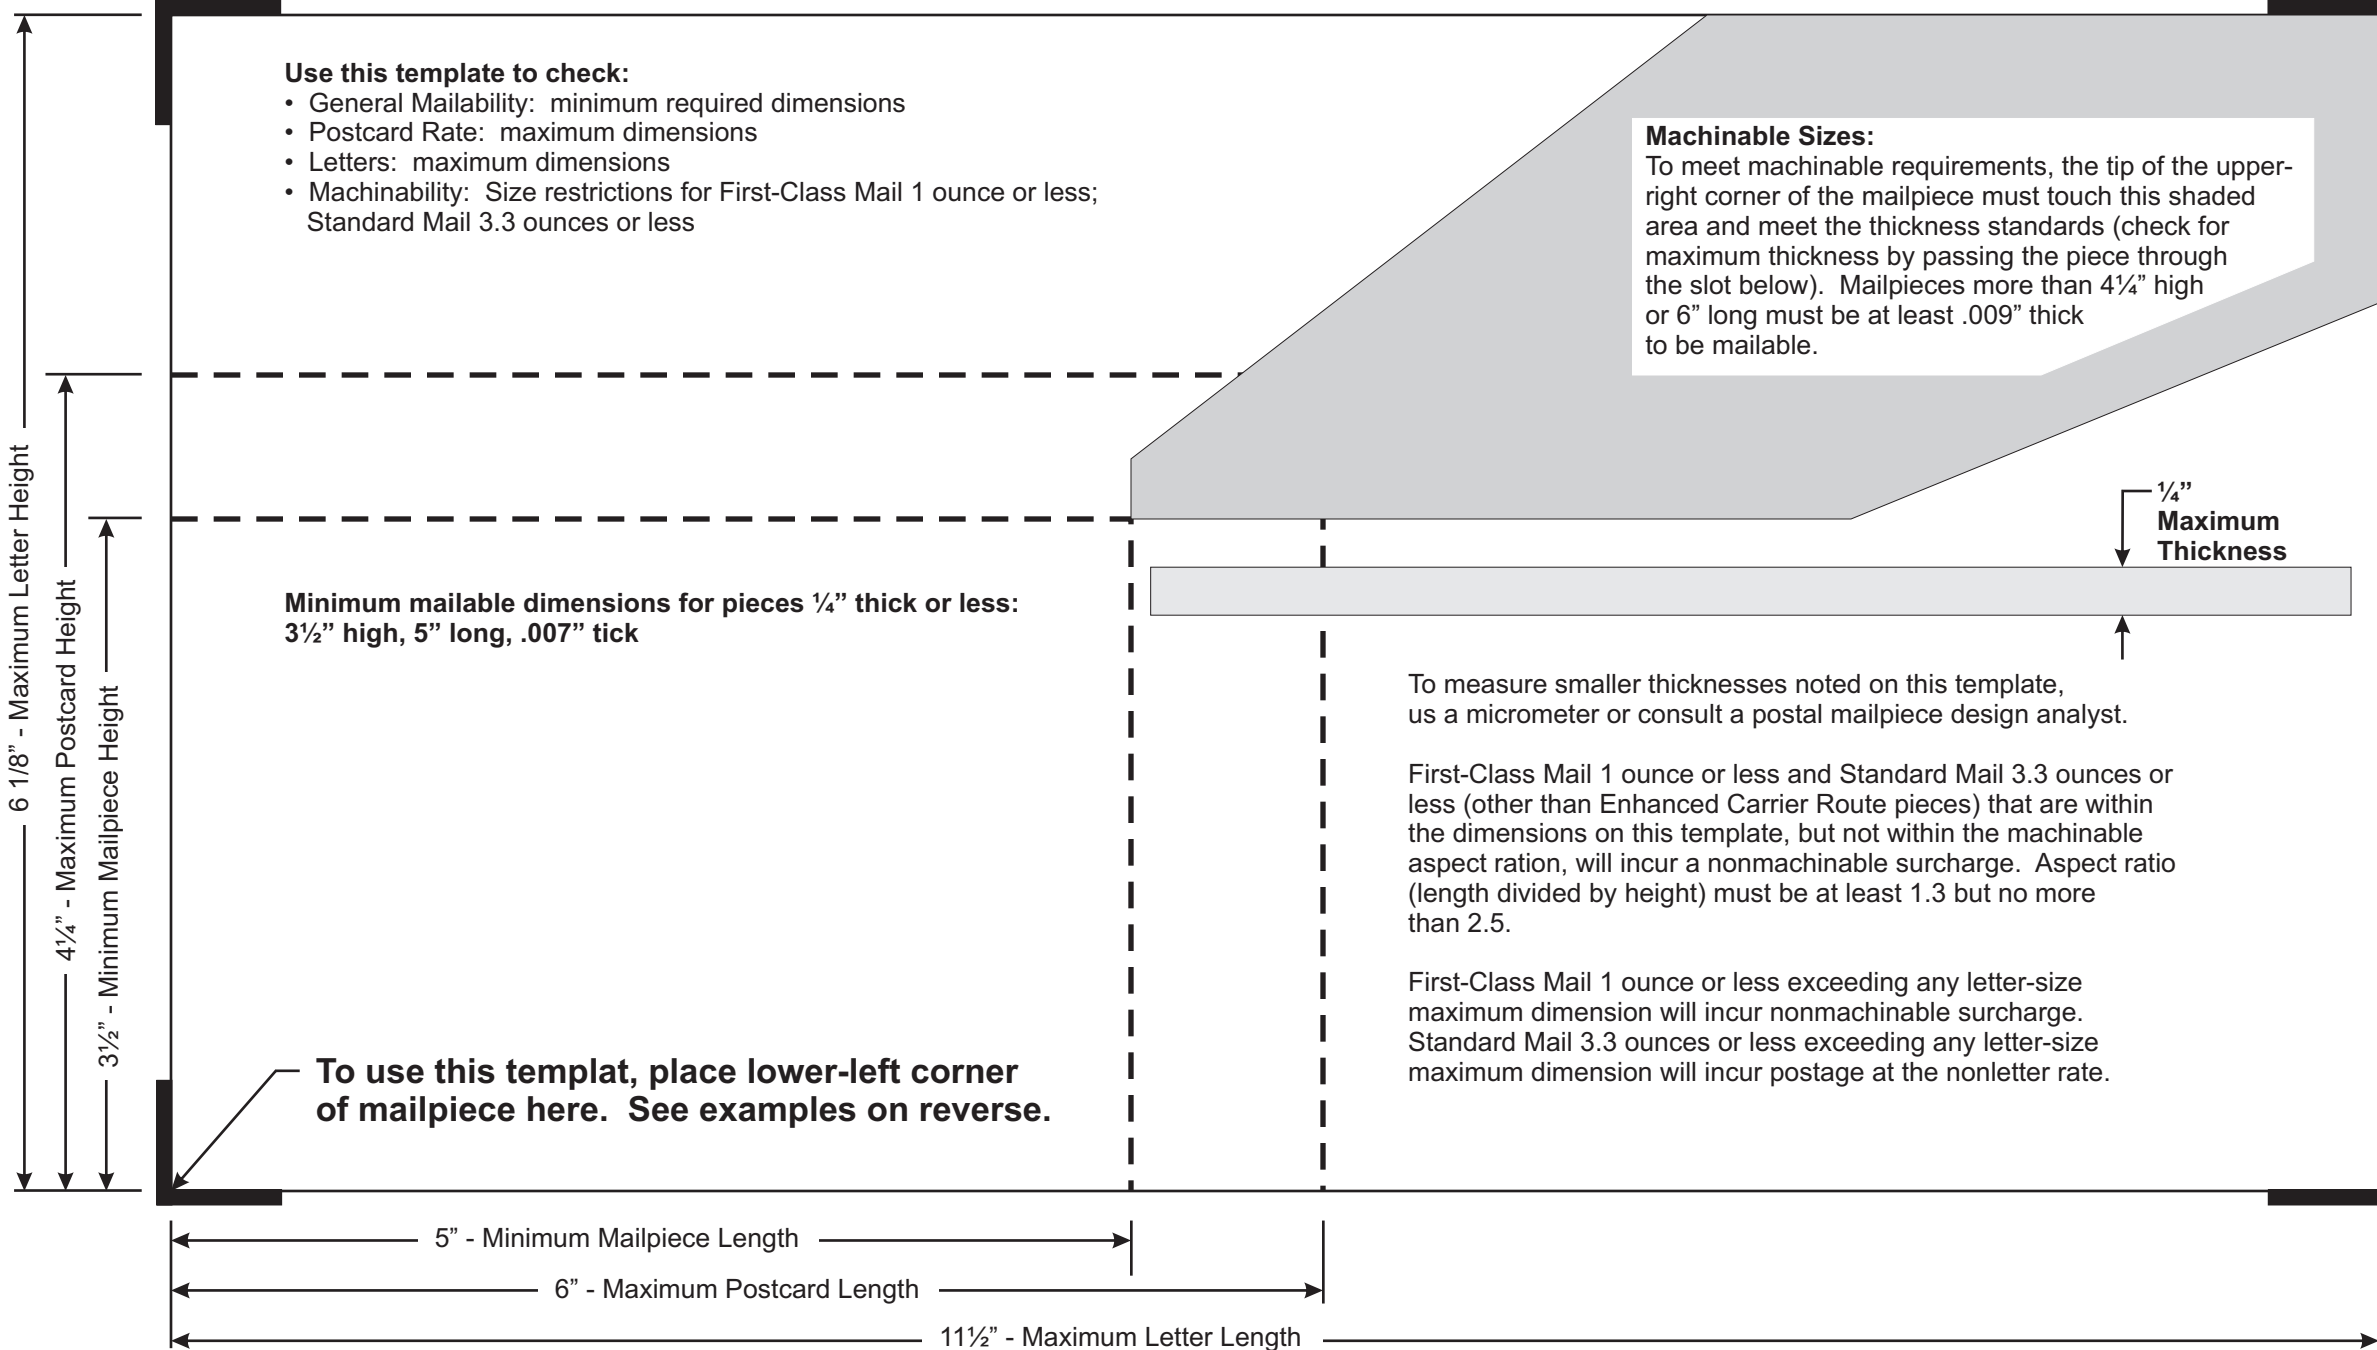 Use this template to check:
• General Mailability:  minimum required dimensions
• Postcard Rate:  maximum dimensions
• Letters:  maximum dimensions
• Machinability:  Size restrictions for First-Class Mail 1 ounce or less;
Standard Mail 3.3 ounces or less
Machinable Sizes:
To meet machinable requirements, the tip of the upper-
right corner of the mailpiece must touch this shaded
area and meet the thickness standards (check for
maximum thickness by passing the piece through
the slot below).  Mailpieces more than 4¼” high
or 6” long must be at least .009” thick
to be mailable.
6 1/8” - Maximum Letter Height
4¼” - Maximum Postcard Height
3½” - Minimum Mailpiece Height
¼”
Maximum
Thickness
Minimum mailable dimensions for pieces ¼” thick or less:
3½” high, 5” long, .007” tick
To measure smaller thicknesses noted on this template,
us a micrometer or consult a postal mailpiece design analyst.
First-Class Mail 1 ounce or less and Standard Mail 3.3 ounces or
less (other than Enhanced Carrier Route pieces) that are within
the dimensions on this template, but not within the machinable
aspect ration, will incur a nonmachinable surcharge.  Aspect ratio
(length divided by height) must be at least 1.3 but no more
than 2.5.
First-Class Mail 1 ounce or less exceeding any letter-size
maximum dimension will incur nonmachinable surcharge.
Standard Mail 3.3 ounces or less exceeding any letter-size
maximum dimension will incur postage at the nonletter rate.
To use this templat, place lower-left corner
of mailpiece here.  See examples on reverse.
5” - Minimum Mailpiece Length
6” - Maximum Postcard Length
11½” - Maximum Letter Length